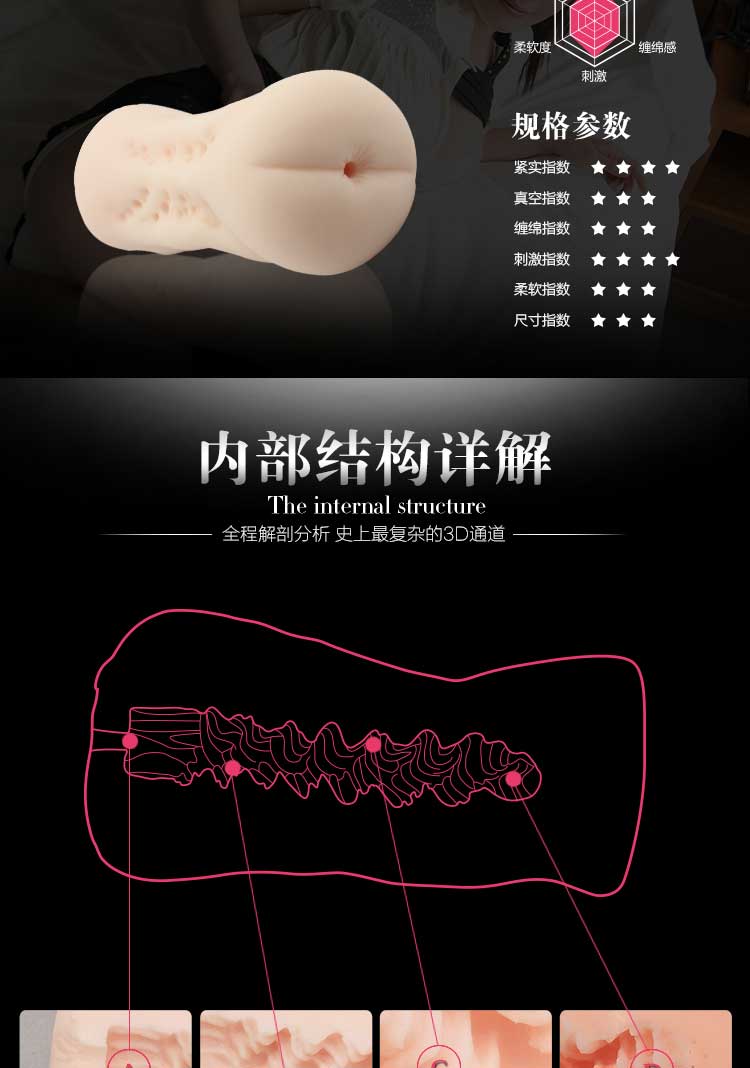 柔软度
缠绵感
刺激
规格参数
紧实指数 ★ ★ ★ ★
真空指数 ★ ★ ★
缠绵指数 ★ ★ ★
刺激指数 ★ ★ ★ ★
柔软指数 ★ ★ ★
尺寸指数 ★ ★ ★
内部结构详解
The internal structure
全程解剖分析 史上最复杂的3D通道